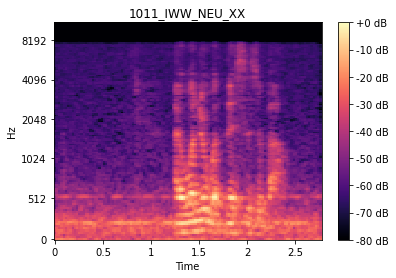 1011_IWW_NEU_XX
+0 dB
8192
-10 dB
4096
-20 dB
-30 dB
2048
-40 dB
Hz
1024
-50 dB
512
-60 dB
-70 dB
0
-80 dB
0 0.5 1 1.5 2 2.5
Time